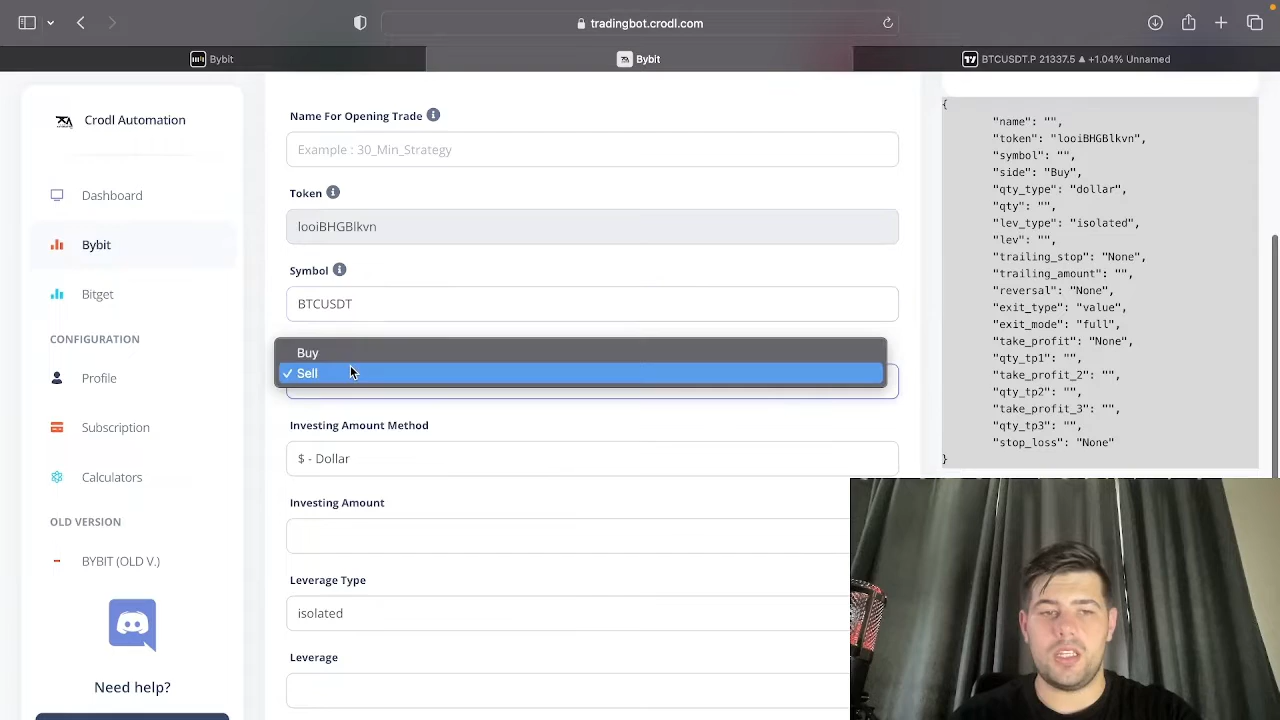 tradingbot.crodl.com
Bybit
Bybit
BTCUSDT.P 21337.5 ▲ +1.04% Unnamed
Crodl Automation
Dashboard
Bybit
Bitget
CONFIGURATION
Profile
Subscription
Calculators
OLD VERSION
BYBIT (OLD V.)
Need help?
Name For Opening Trade
Example : 30_Min_Strategy
Token
looiBHGBlkvn
Symbol
BTCUSDT
Buy
✓ Sell
Investing Amount Method
$ - Dollar
Investing Amount
Leverage Type
isolated
Leverage
{
"name": "",
"token": "looiBHGBlkvn",
"symbol": "",
"side": "Buy",
"qty_type": "dollar",
"qty": "",
"lev_type": "isolated",
"lev": "",
"trailing_stop": "None",
"trailing_amount": "",
"reversal": "None",
"exit_type": "value",
"exit_mode": "full",
"take_profit": "None",
"qty_tp1": "",
"take_profit_2": "",
"qty_tp2": "",
"take_profit_3": "",
"qty_tp3": "",
"stop_loss": "None"
}